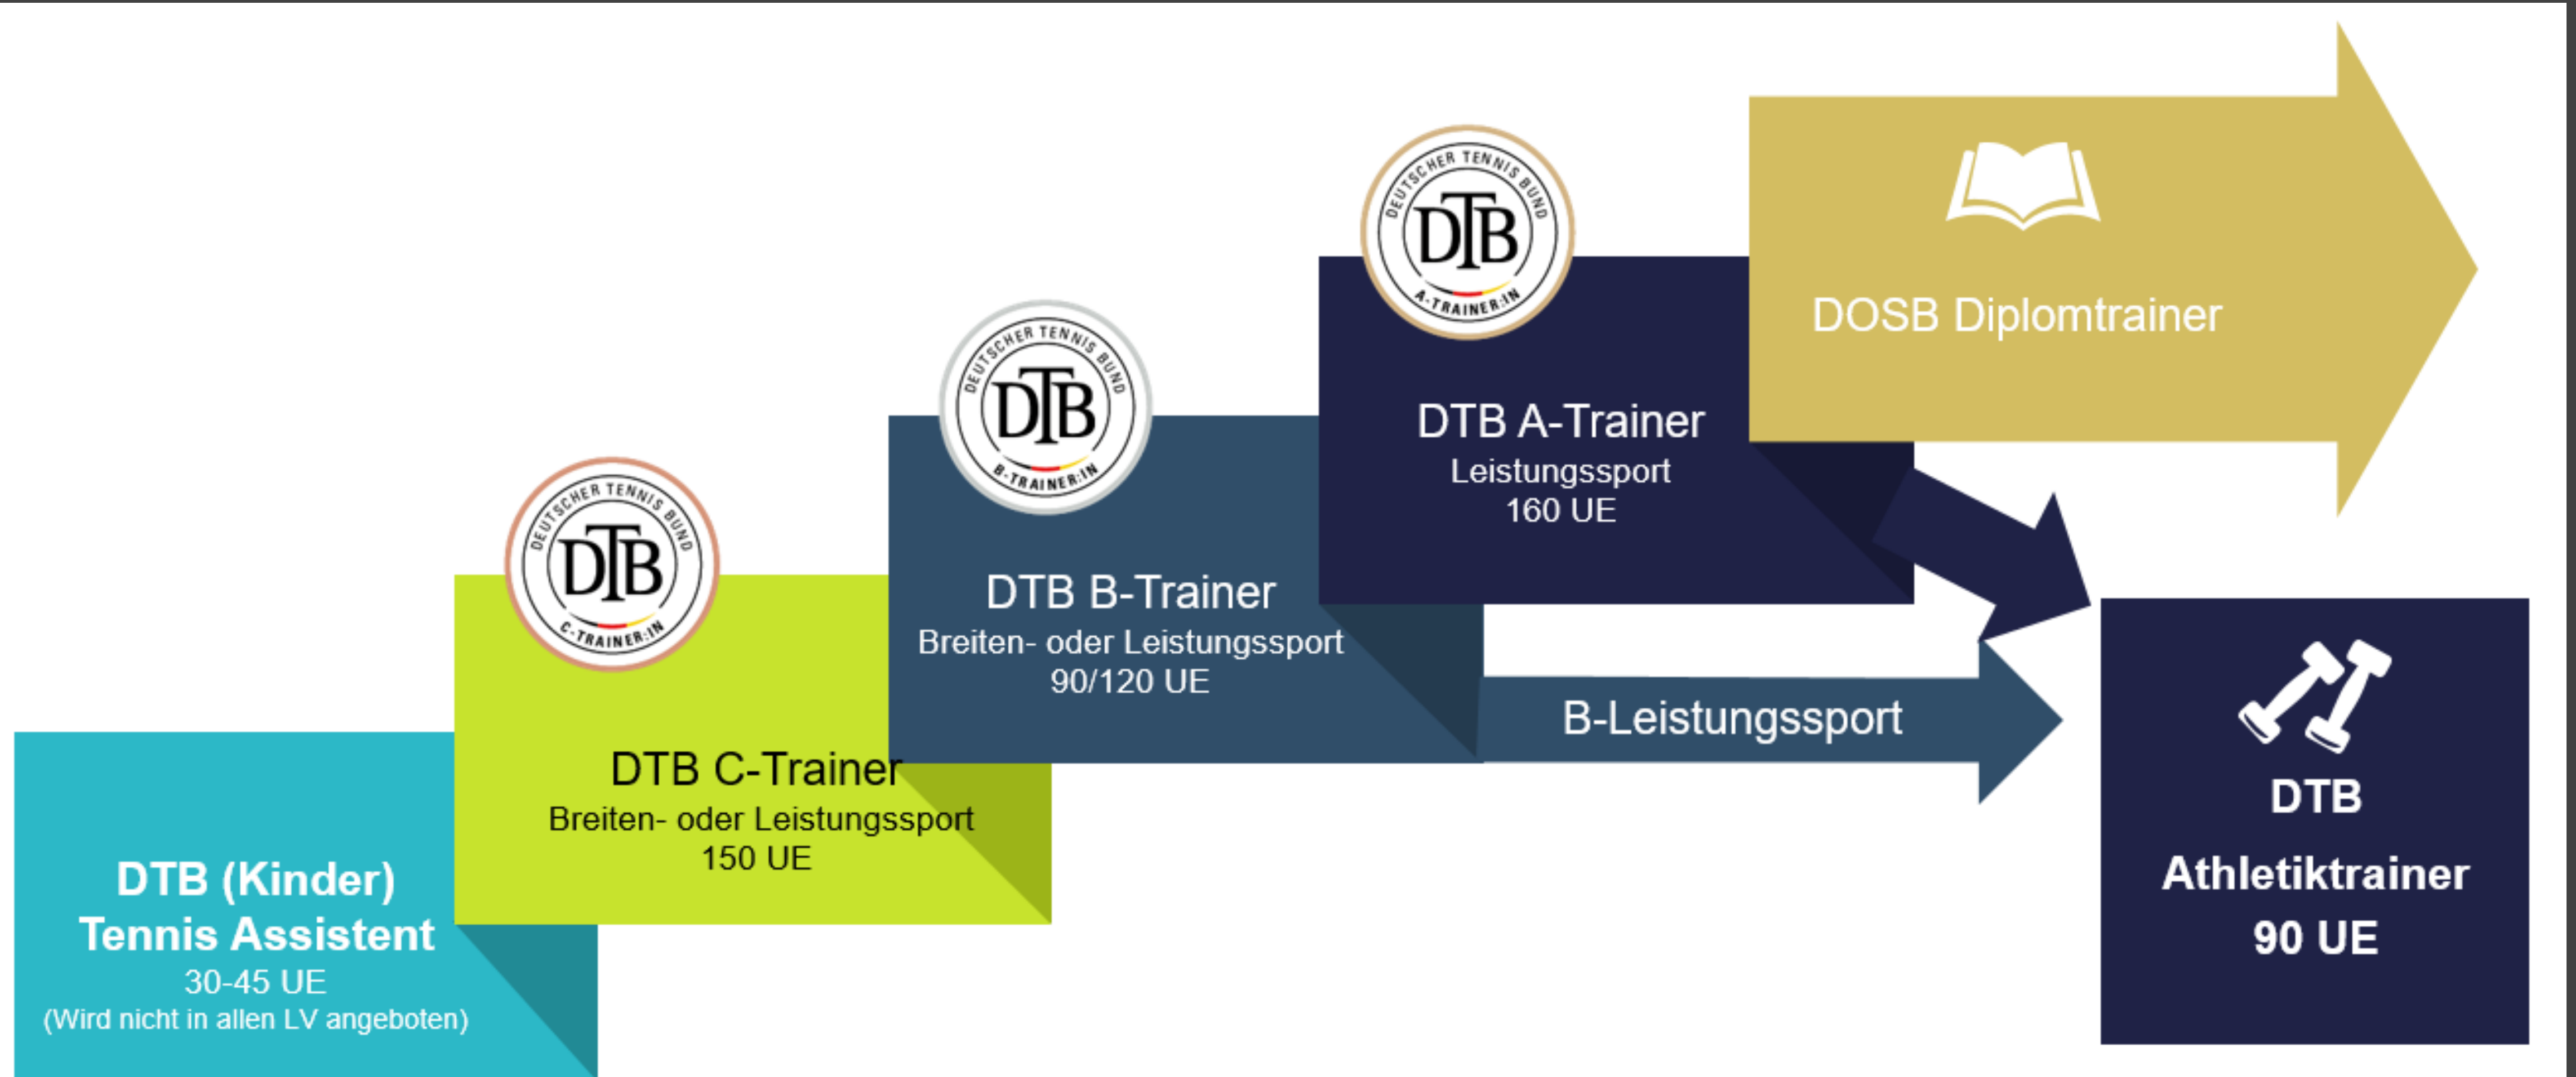 DTB (Kinder)
Tennis Assistent
30-45 UE
(Wird nicht in allen LV angeboten)
DEUTSCHER TENNIS BUND
DTB
C-TRAINER:IN
DTB C-Trainer
Breiten- oder Leistungssport
150 UE
DEUTSCHER TENNIS BUND
DTB
B-TRAINER:IN
DTB B-Trainer
Breiten- oder Leistungssport
90/120 UE
DEUTSCHER TENNIS BUND
DTB
A-TRAINER:IN
DTB A-Trainer
Leistungssport
160 UE
DOSB Diplomtrainer
B-Leistungssport
DTB
Athletiktrainer
90 UE